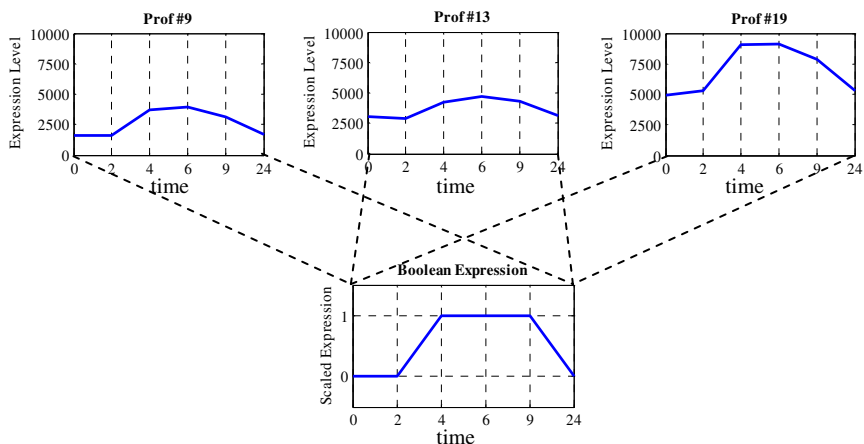 Prof #9
Expression Level
10000
7500
5000
2500
0
0 2 4 6 9 24
time
Prof #13
Expression Level
10000
7500
5000
2500
0
0 2 4 6 9 24
time
Prof #19
Expression Level
10000
7500
5000
2500
0
0 2 4 6 9 24
time
Boolean Expression
Scaled Expression
1
0
0 2 4 6 9 24
time